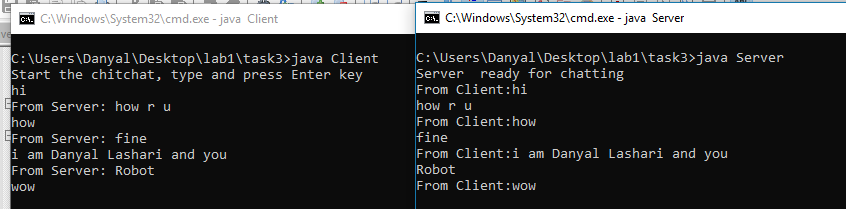 C:\Windows\System32\cmd.exe - java Client
C:\Users\Danyal\Desktop\lab1\task3>java Client
Start the chitchat, type and press Enter key
hi
From Server: how r u
how
From Server: fine
i am Danyal Lashari and you
From Server: Robot
wow
C:\Windows\System32\cmd.exe - java Server
C:\Users\Danyal\Desktop\lab1\task3>java Server
Server  ready for chatting
From Client:hi
how r u
From Client:how
fine
From Client:i am Danyal Lashari and you
Robot
From Client:wow